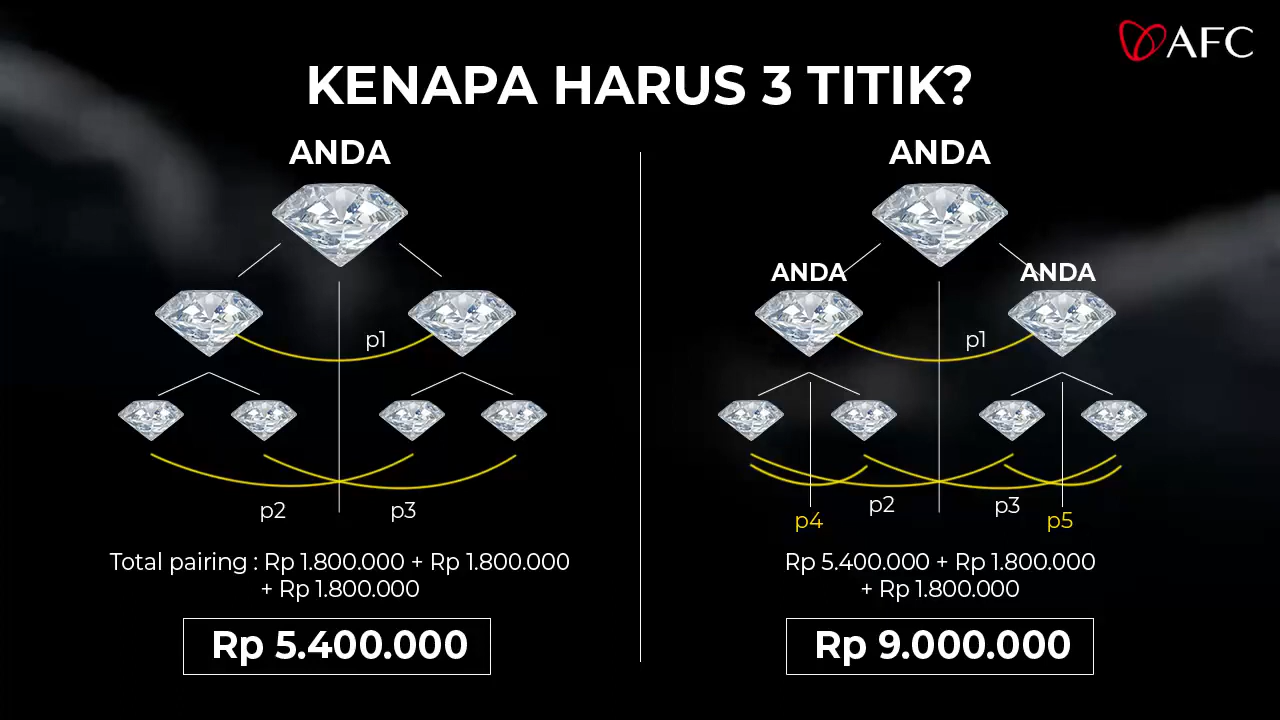 AFC
KENAPA HARUS 3 TITIK?
ANDA
p1
p2
p3
Total pairing : Rp 1.800.000 + Rp 1.800.000
+ Rp 1.800.000
Rp 5.400.000
ANDA
ANDA
ANDA
p1
p2
p3
p4
p5
Rp 5.400.000 + Rp 1.800.000
+ Rp 1.800.000
Rp 9.000.000